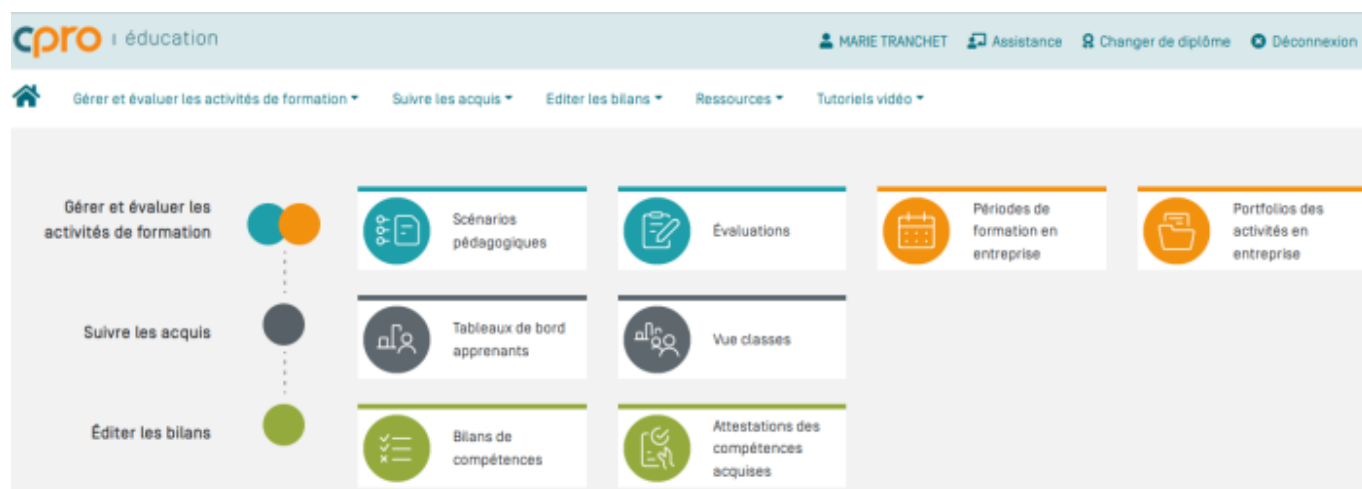 cpro | éducation
MARIE TRANCHET Assistance Changer de diplôme Déconnexion
Gérer et évaluer les activités de formation Suivre les acquis Editer les bilans Ressources Tutoriels vidéo
Gérer et évaluer les
activités de formation
Scénarios
pédagogiques
Évaluations
Périodes de
formation en
entreprise
Portfolios des
activités en
entreprise
Suivre les acquis
Tableaux de bord
apprenants
Vue classes
Éditer les bilans
Bilans de
compétences
Attestations des
compétences
acquises